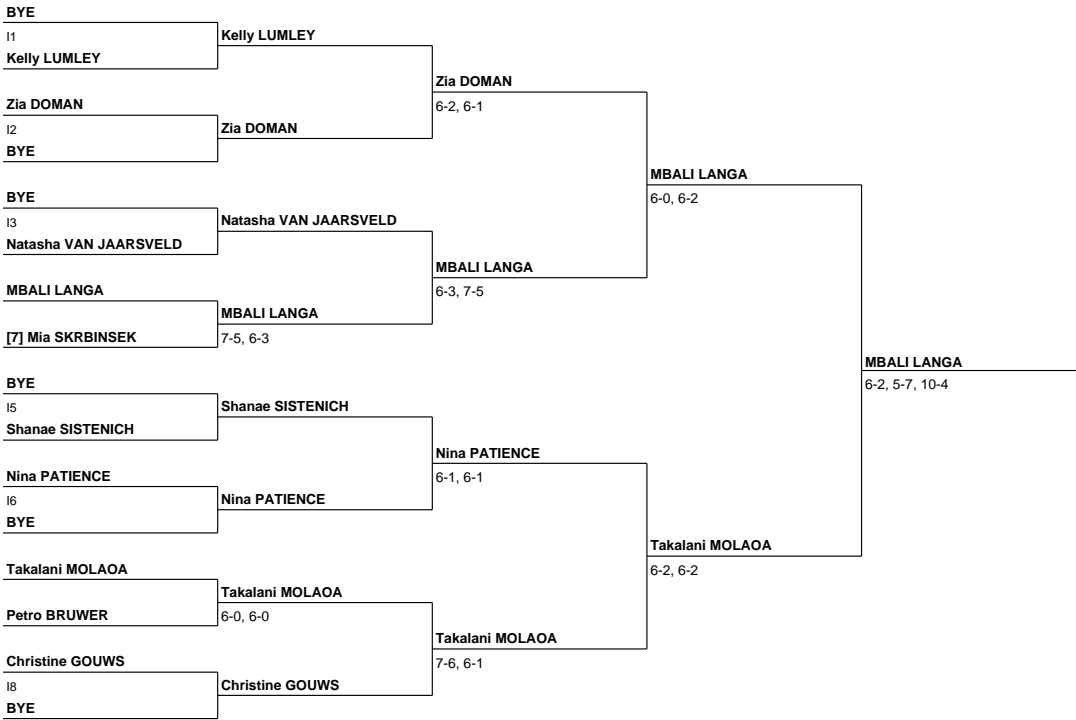 BYE
I1
Kelly LUMLEY
Zia DOMAN
I2
BYE
BYE
I3
Natasha VAN JAARSVELD
MBALI LANGA
[7] Mia SKRBINSEK
BYE
I5
Shanae SISTENICH
Nina PATIENCE
I6
BYE
Takalani MOLAOA
Petro BRUWER
Christine GOUWS
I8
BYE
Kelly LUMLEY
Zia DOMAN
Natasha VAN JAARSVELD
MBALI LANGA
7-5, 6-3
Shanae SISTENICH
Nina PATIENCE
Takalani MOLAOA
6-0, 6-0
Christine GOUWS
Zia DOMAN
6-2, 6-1
MBALI LANGA
6-3, 7-5
Nina PATIENCE
6-1, 6-1
Takalani MOLAOA
7-6, 6-1
MBALI LANGA
6-0, 6-2
Takalani MOLAOA
6-2, 6-2
MBALI LANGA
6-2, 5-7, 10-4